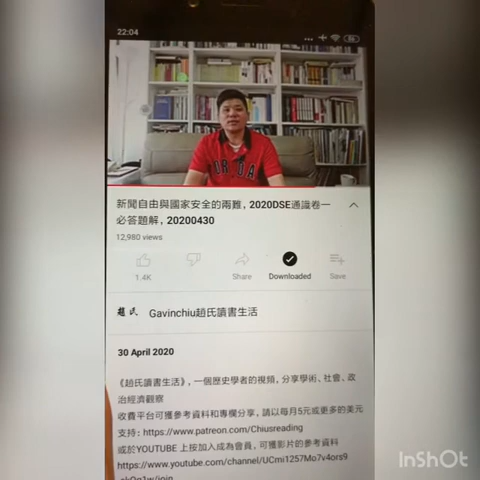 22:04
86
新聞自由與國家安全的兩難，2020DSE通識卷一
必答題解，20200430
12,980 views
1.4K
Share
Downloaded
Save
趙氏 Gavinchiu趙氏讀書生活
30 April 2020
《趙氏讀書生活》，一個歷史學者的視頻，分享學術、社會、政
治經濟觀察
收費平台可獲參考資料和專欄分享，請以每月5元或更多的美元
支持: https://www.patreon.com/Chiusreading
或於YOUTUBE 上按加入成為會員，可獲影片的參考資料
https://www.youtube.com/channel/UCmi1257Mo7v4ors9
InShOt